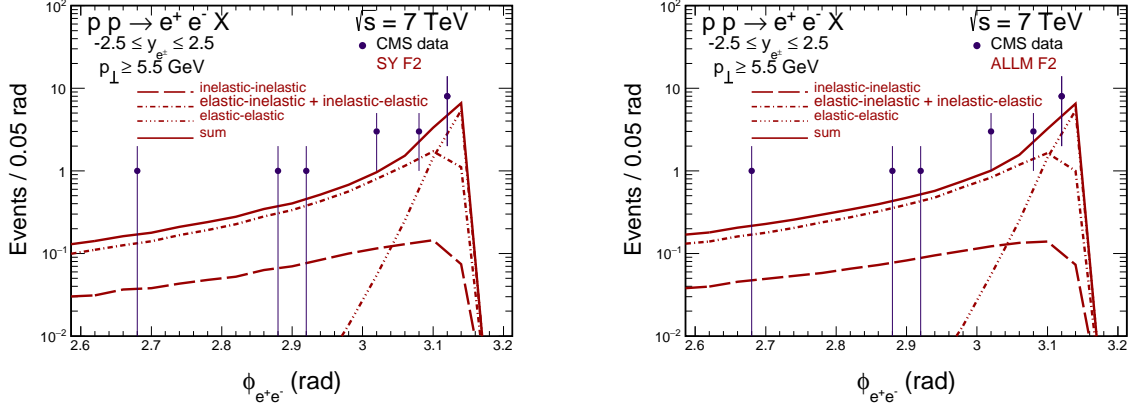 p p → e⁺ e⁻ X √s = 7 TeV
-2.5 ≤ y_e± ≤ 2.5
p⊥ ≥ 5.5 GeV
CMS data
SY F2
inelastic-inelastic
elastic-inelastic + inelastic-elastic
elastic-elastic
sum
Events / 0.05 rad
10²
10
1
10⁻¹
10⁻²
2.6 2.7 2.8 2.9 3 3.1 3.2
ϕ_e⁺e⁻ (rad)
p p → e⁺ e⁻ X √s = 7 TeV
-2.5 ≤ y_e± ≤ 2.5
p⊥ ≥ 5.5 GeV
CMS data
ALLM F2
inelastic-inelastic
elastic-inelastic + inelastic-elastic
elastic-elastic
sum
Events / 0.05 rad
10²
10
1
10⁻¹
10⁻²
2.6 2.7 2.8 2.9 3 3.1 3.2
ϕ_e⁺e⁻ (rad)